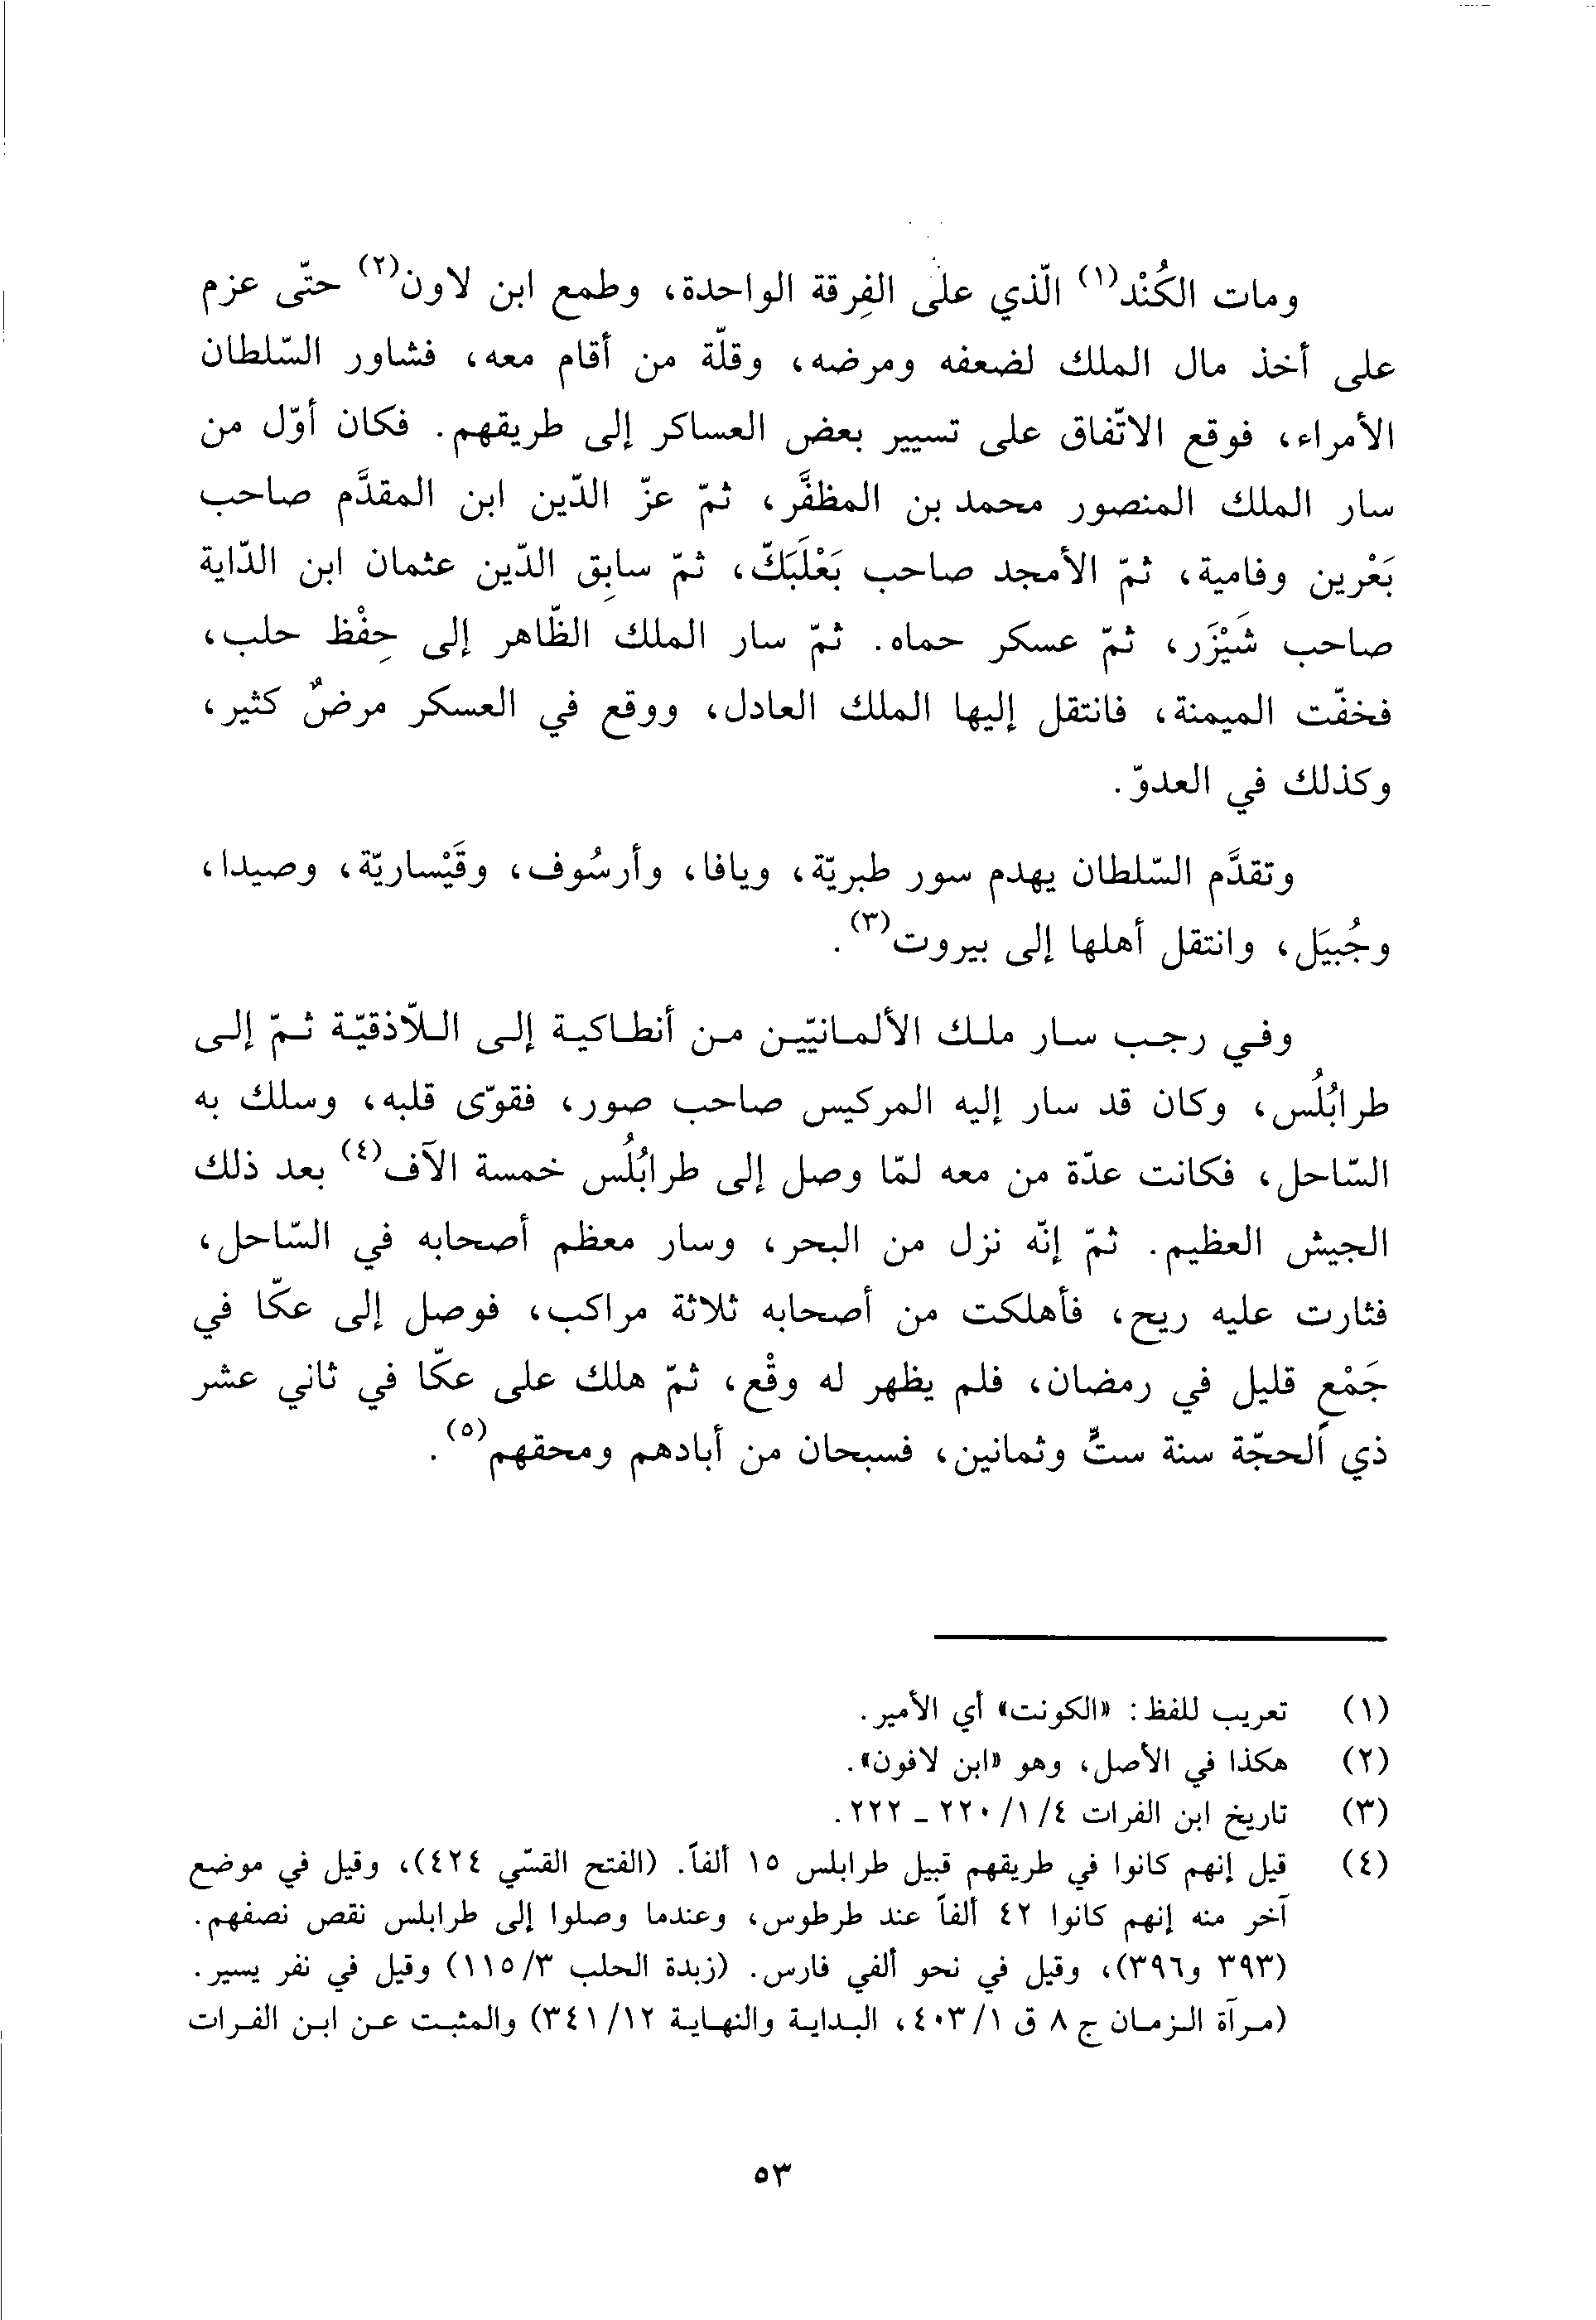 ومات الكُنْد(١) الّذي على الفِرقة الواحدة، وطمع ابن لاون(٢) حتّى عزم
على أخذ مال الملك لضعفه ومرضه، وقلّة من أقام معه، فشاور السّلطان
الأمراء، فوقع الاتّفاق على تسيير بعض العساكر إلى طريقهم. فكان أوّل من
سار الملك المنصور محمد بن المظفَّر، ثمّ عزّ الدّين ابن المقدَّم صاحب
بَعْرين وفامية، ثمّ الأمجد صاحب بَعْلَبَكّ، ثمّ سابِق الدّين عثمان ابن الدّاية
صاحب شَيْزَر، ثمّ عسكر حماه. ثمّ سار الملك الظّاهر إلى حِفْظ حلب،
فخفّت الميمنة، فانتقل إليها الملك العادل، ووقع في العسكر مرضٌ كثير،
وكذلك في العدوّ.
وتقدَّم السّلطان يهدم سور طبريّة، ويافا، وأرسُوف، وقَيْساريّة، وصيدا،
وجُبيَل، وانتقل أهلها إلى بيروت(٣).
وفي رجب سار ملك الألمانيّين من أنطاكية إلى اللّاذقيّة ثمّ إلى
طرابُلُس، وكان قد سار إليه المركيس صاحب صور، فقوّى قلبه، وسلك به
السّاحل، فكانت عدّة من معه لمّا وصل إلى طرابُلُس خمسة الآف(٤) بعد ذلك
الجيش العظيم. ثمّ إنّه نزل من البحر، وسار معظم أصحابه في السّاحل،
فثارت عليه ريح، فأهلكت من أصحابه ثلاثة مراكب، فوصل إلى عكّا في
جَمْعٍ قليل في رمضان، فلم يظهر له وقْع، ثمّ هلك على عكّا في ثاني عشر
ذي الحجّة سنة ستٍّ وثمانين، فسبحان من أبادهم ومحقهم(٥).
(١) تعريب للفظ: «الكونت» أي الأمير.
(٢) هكذا في الأصل، وهو «ابن لافون».
(٣) تاريخ ابن الفرات ٤/ ١/ ٢٢٠ ـ ٢٢٢.
(٤) قيل إنهم كانوا في طريقهم قبيل طرابلس ١٥ ألفاً. (الفتح القسّي ٤٢٤)، وقيل في موضع
آخر منه إنهم كانوا ٤٢ ألفاً عند طرطوس، وعندما وصلوا إلى طرابلس نقص نصفهم.
(٣٩٣ و٣٩٦)، وقيل في نحو ألفي فارس. (زبدة الحلب ٣/ ١١٥) وقيل في نفر يسير.
(مرآة الزمان ج ٨ ق ١/ ٤٠٣، البداية والنهاية ١٢/ ٣٤١) والمثبت عن ابن الفرات
٥٣